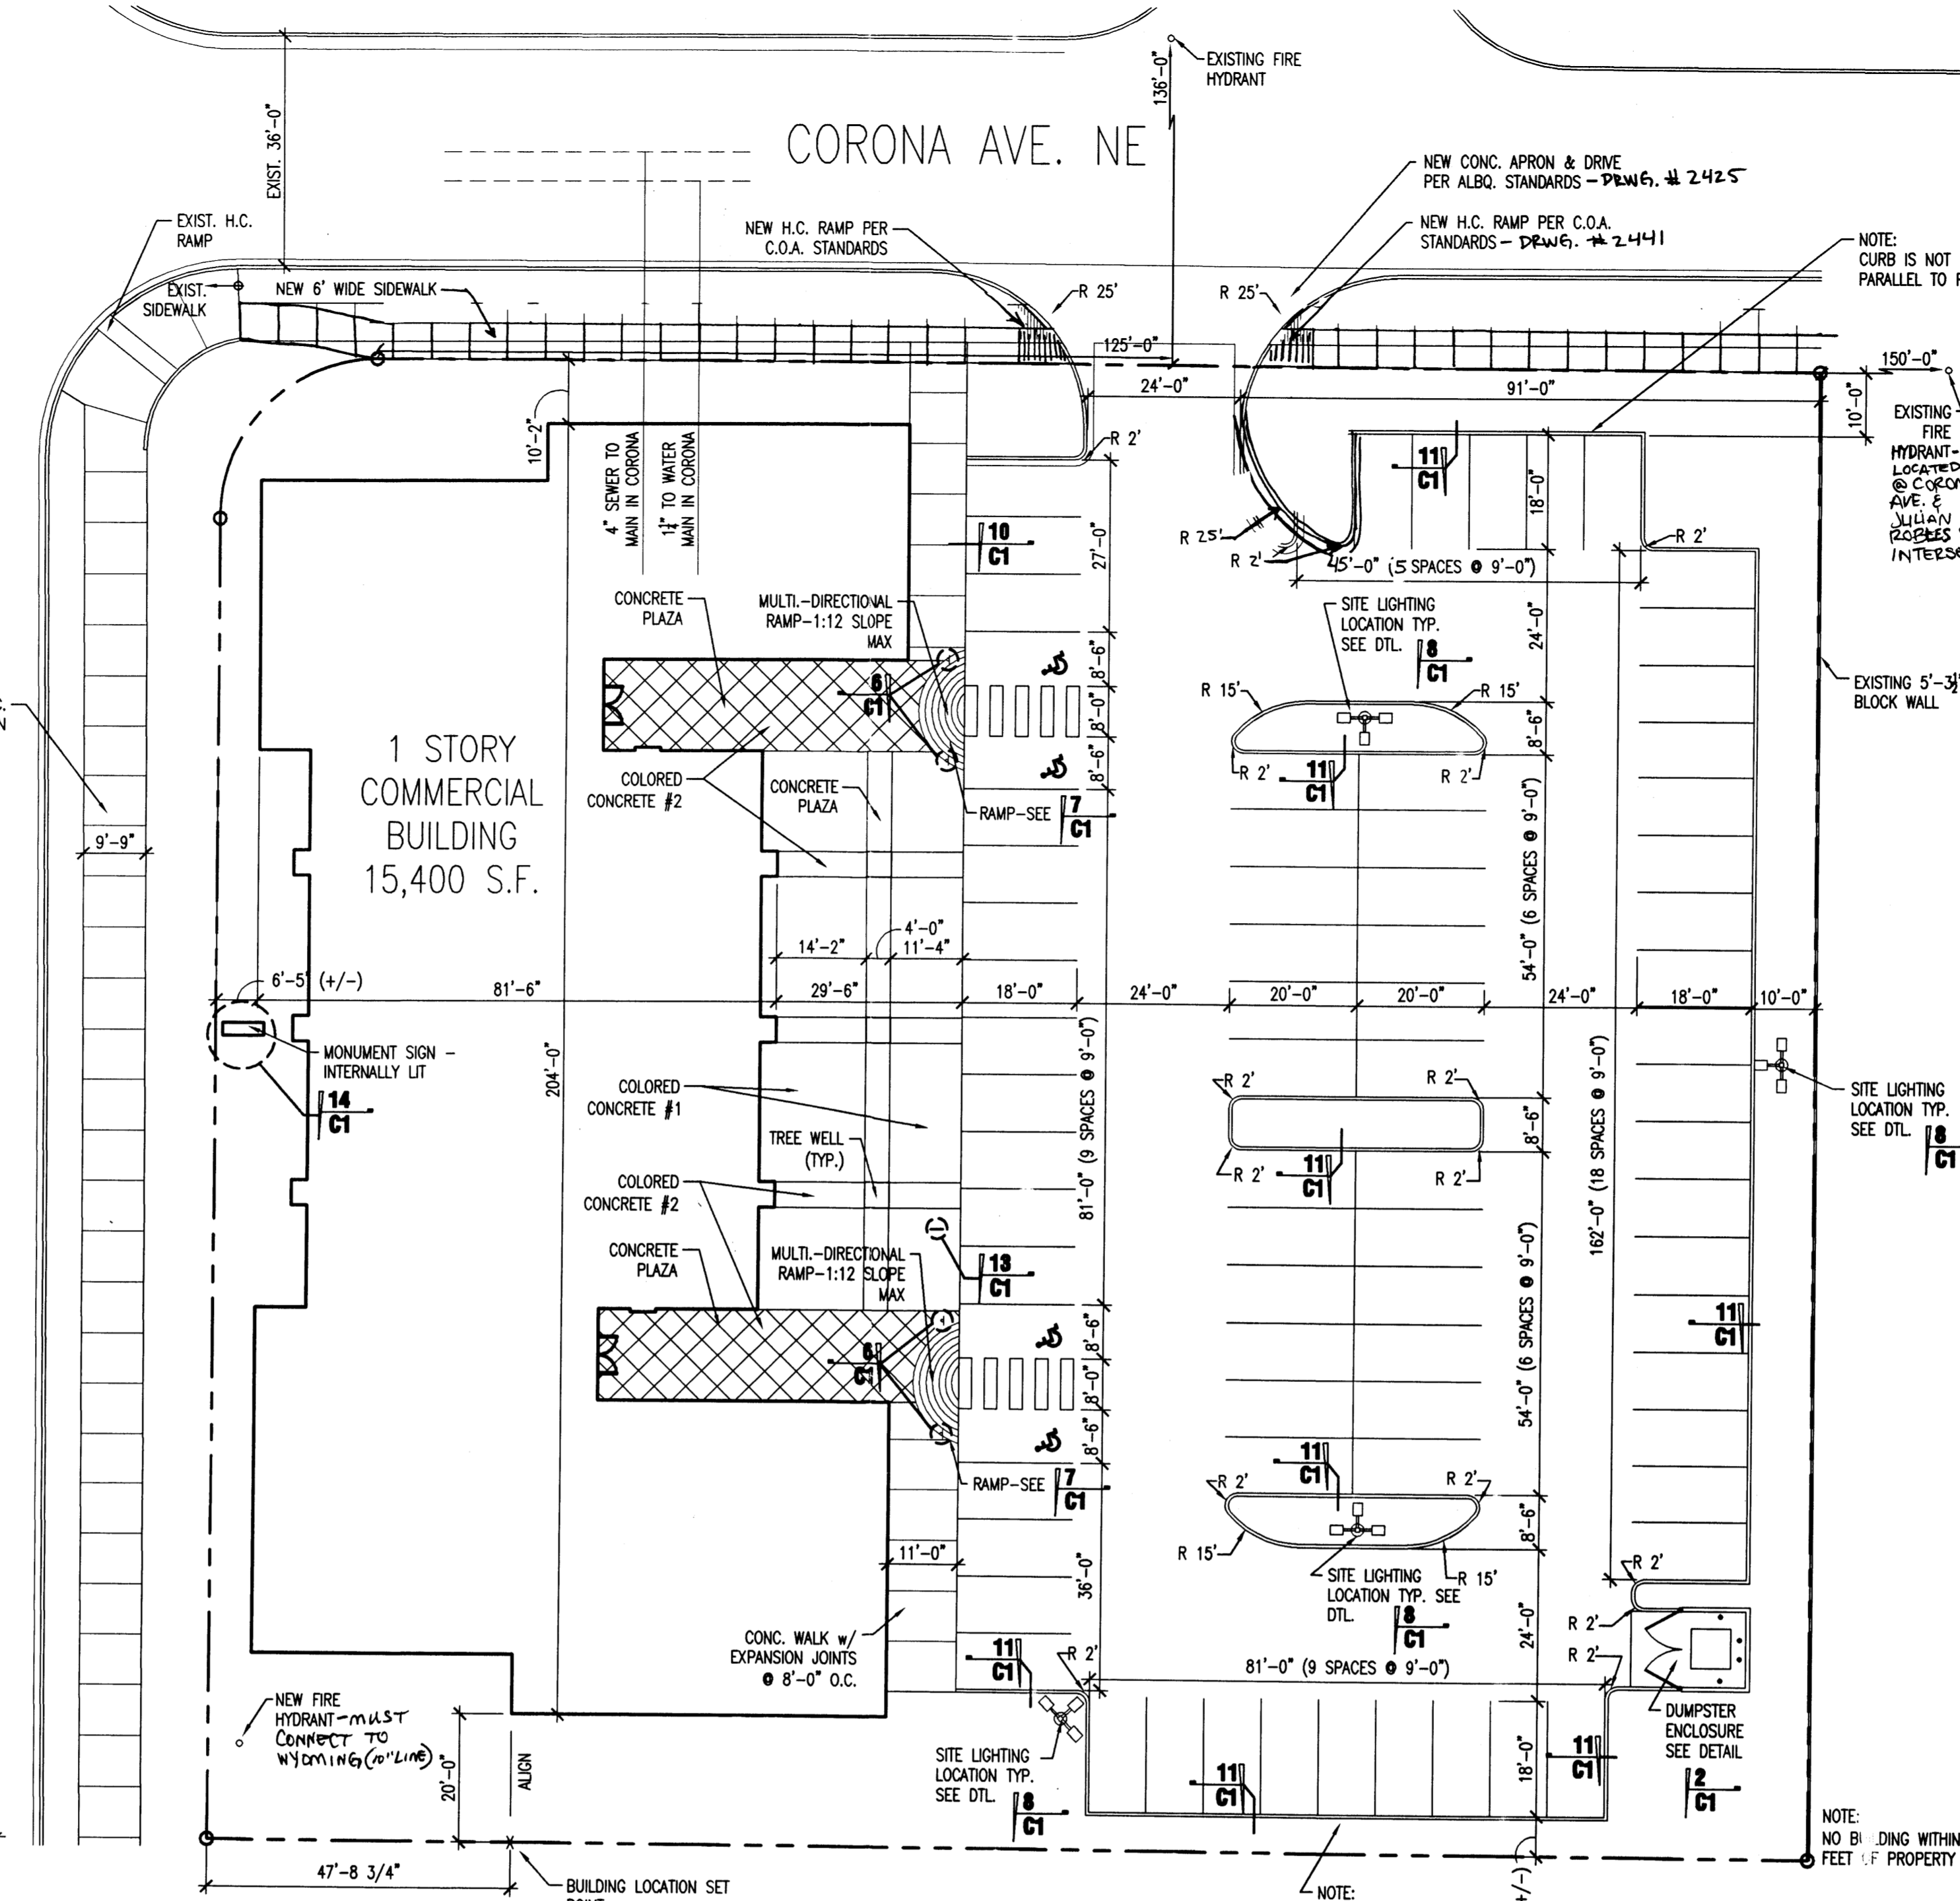 EXISTING FIRE
HYDRANT
136'-0"
EXIST. 36'-0"
CORONA AVE. NE
NEW CONC. APRON & DRIVE
PER ALBQ. STANDARDS - DRWG. # 2425
EXIST. H.C.
RAMP
NEW H.C. RAMP PER
C.O.A. STANDARDS
NEW H.C. RAMP PER C.O.A.
STANDARDS - DRWG. # 2441
NOTE:
CURB IS NOT
PARALLEL TO
EXIST.
SIDEWALK
NEW 6' WIDE SIDEWALK
R 25'
R 25'
125'-0"
24'-0"
91'-0"
150'-0"
10'-0"
EXISTING
FIRE
HYDRANT-
LOCATED
@
AVE. &
JULIAN
10'-2"
R 2'
4" SEWER TO
MAIN IN CORONA
1½" TO WATER
MAIN IN CORONA
11
C1
18'-0"
10
C1
27'-0"
R 25'
R 2'
R 2'
45'-0" (5 SPACES @ 9'-0")
CONCRETE
PLAZA
MULTI.-DIRECTIONAL
RAMP-1:12 SLOPE
MAX
SITE LIGHTING
LOCATION TYP.
SEE DTL.
8
C1
24'-0"
6
C1
8'-6"
8'-0"
8'-6"
R 15'
R 15'
8'-6"
EXISTING 5'-3½"
BLOCK WALL
1 STORY
COMMERCIAL
BUILDING
15,400 S.F.
COLORED
CONCRETE #2
CONCRETE
PLAZA
RAMP-SEE
7
C1
R 2'
11
C1
R 2'
9'-9"
54'-0" (6 SPACES @ 9'-0")
4'-0"
14'-2"
11'-4"
6'-5" (+/-)
81'-6"
29'-6"
18'-0"
24'-0"
20'-0"
20'-0"
24'-0"
18'-0"
10'-0"
MONUMENT SIGN -
INTERNALLY LIT
14
C1
204'-0"
COLORED
CONCRETE #1
81'-0" (9 SPACES @ 9'-0")
R 2'
R 2'
8'-6"
162'-0" (18 SPACES @ 9'-0")
SITE LIGHTING
LOCATION TYP.
SEE DTL.
8
C1
TREE WELL
(TYP.)
R 2'
11
C1
R 2'
COLORED
CONCRETE #2
CONCRETE
PLAZA
MULTI.-DIRECTIONAL
RAMP-1:12 SLOPE
MAX
13
C1
54'-0" (6 SPACES @ 9'-0")
11
C1
6
C1
8'-6"
8'-0"
8'-6"
RAMP-SEE
7
C1
11
C1
R 2'
R 2'
8'-6"
11'-0"
36'-0"
R 15'
R 15'
SITE LIGHTING
LOCATION TYP. SEE
DTL.
8
C1
24'-0"
R 2'
R 2'
R 2'
CONC. WALK w/
EXPANSION JOINTS
@ 8'-0" O.C.
11
C1
R 2'
81'-0" (9 SPACES @ 9'-0")
NEW FIRE
HYDRANT-MUST
CONNECT TO
WYOMING (10" LINE)
20'-0"
ALIGN
SITE LIGHTING
LOCATION TYP.
SEE DTL.
8
C1
11
C1
18'-0"
11
C1
DUMPSTER
ENCLOSURE
SEE DETAIL
2
C1
NOTE:
WITHIN
FEET OF PROPERTY
47'-8 3/4"
BUILDING LOCATION SET
NOTE:
+/-)